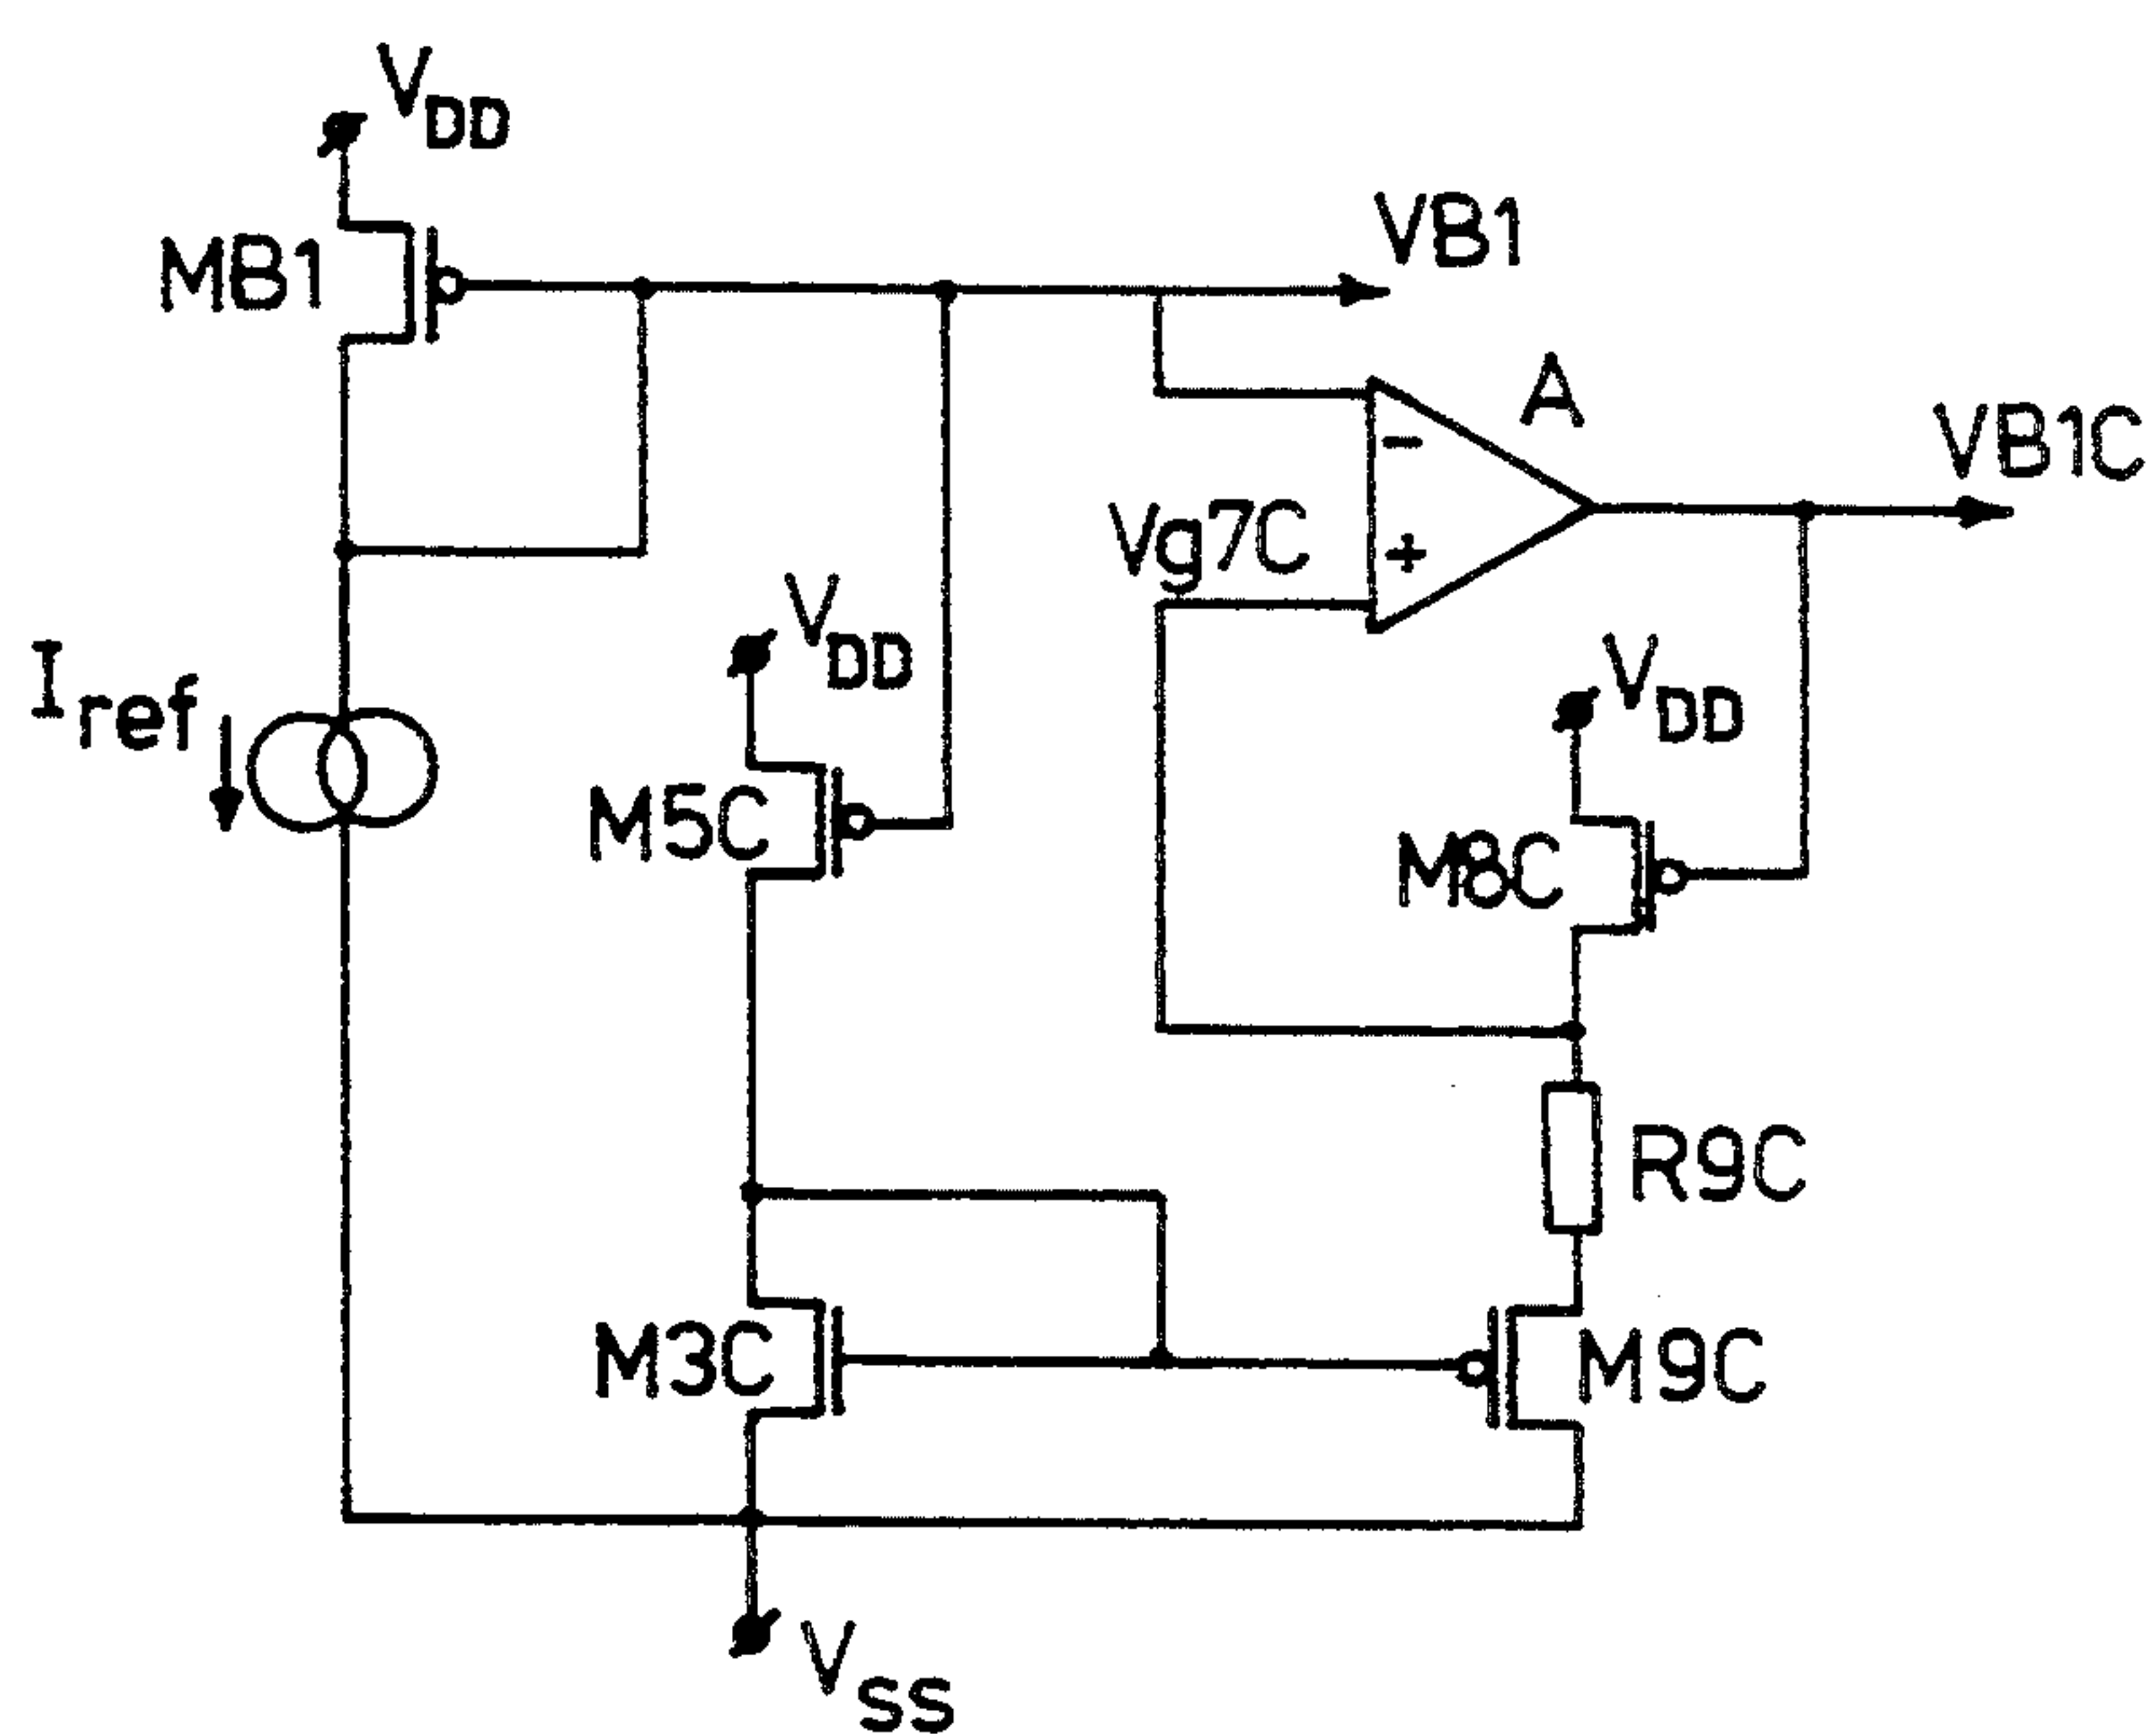 VDD
MB1
VB1
A
VB1C
-
Vg7C
+
VDD
Iref
VDD
M5C
M8C
R9C
M3C
M9C
VSS